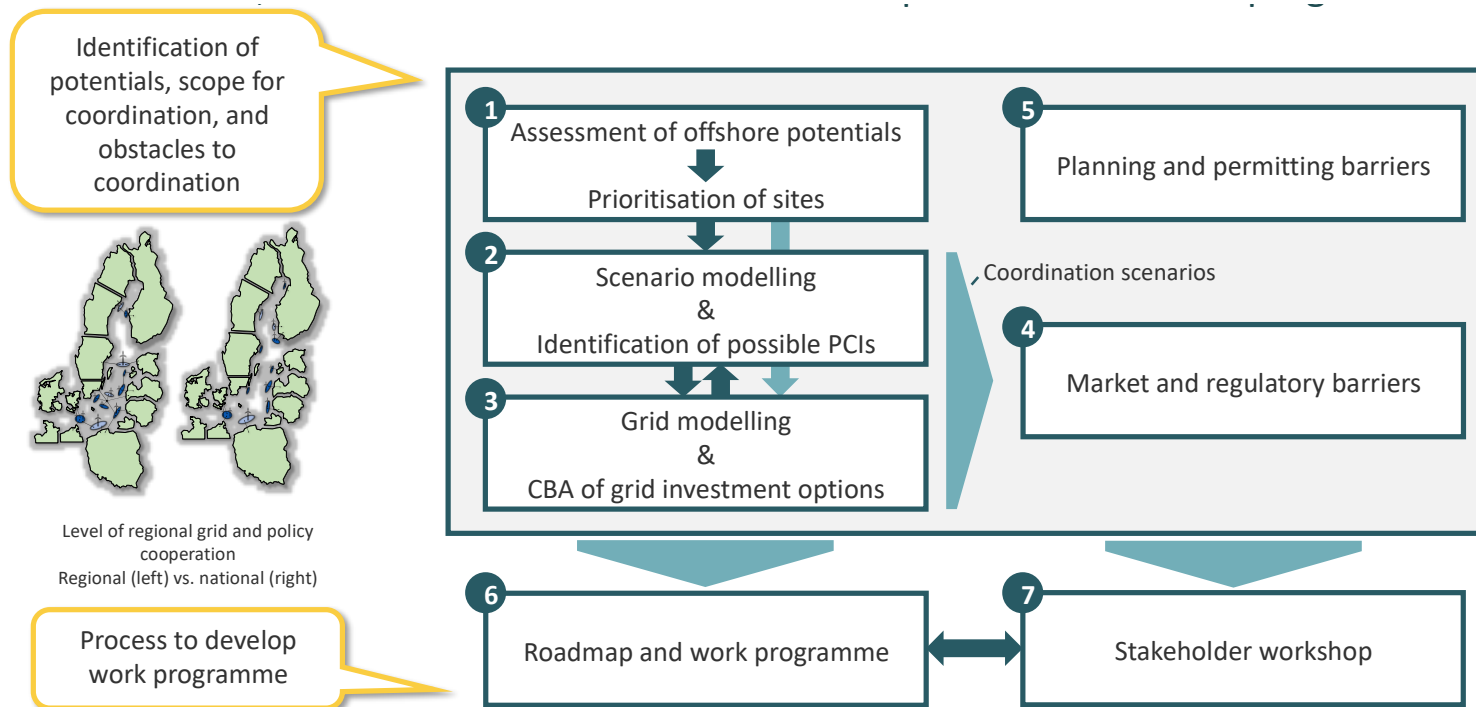 Identification of
potentials, scope for
coordination, and
obstacles to
coordination
1
Assessment of offshore potentials
Prioritisation of sites
2
Scenario modelling
&
Identification of possible PCIs
3
Grid modelling
&
CBA of grid investment options
5
Planning and permitting barriers
Coordination scenarios
4
Market and regulatory barriers
Level of regional grid and policy
cooperation
Regional (left) vs. national (right)
Process to develop
work programme
6
Roadmap and work programme
7
Stakeholder workshop